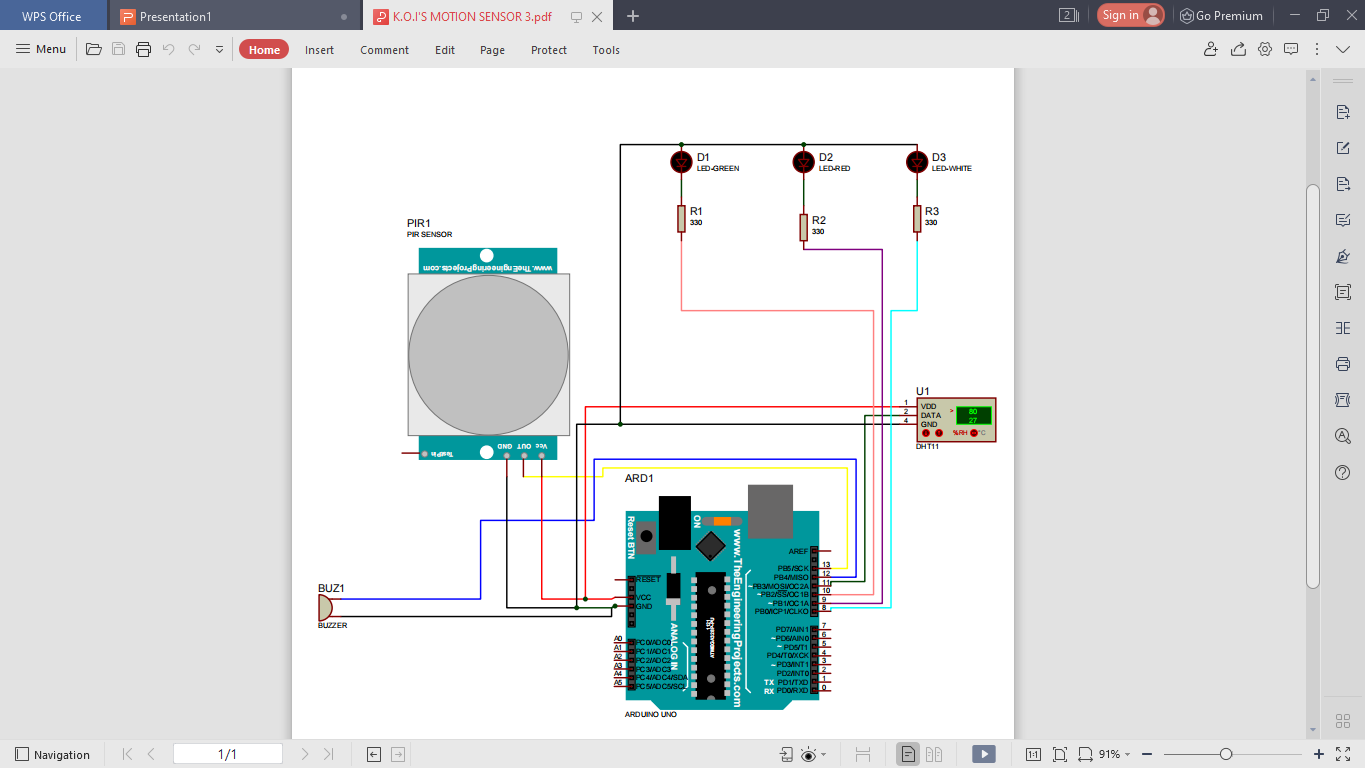 WPS Office
Presentation1
K.O.I'S MOTION SENSOR 3.pdf
2
Sign in
Go Premium
Menu
Home
Insert
Comment
Edit
Page
Protect
Tools
D1
LED-GREEN
D2
LED-RED
D3
LED-WHITE
R1
330
R2
330
R3
330
PIR1
PIR SENSOR
www.TheEngineeringProjects.com
TestPin
GND
OUT
Vcc
U1
1
2
4
VDD
DATA
GND
>
80
27
%RH
°C
DHT11
ARD1
Reset BTN
ON
www.TheEngineeringProjects.com
ANALOG IN
RESET
VCC
GND
A0 PC0/ADC0
A1 PC1/ADC1
A2 PC2/ADC2
A3 PC3/ADC3
A4 PC4/ADC4/SDA
A5 PC5/ADC5/SCL
AREF
PB5/SCK 13
PB4/MISO 12
~PB3/MOSI/OC2A 11
~PB2/SS/OC1B 10
~PB1/OC1A 9
PB0/ICP1/CLKO 8
PD7/AIN1 7
~PD6/AIN0 6
~PD5/T1 5
PD4/T0/XCK 4
~PD3/INT1 3
PD2/INT0 2
TX PD1/TXD 1
RX PD0/RXD 0
ARDUINO UNO
BUZ1
BUZZER
Navigation
1/1
1:1
91%